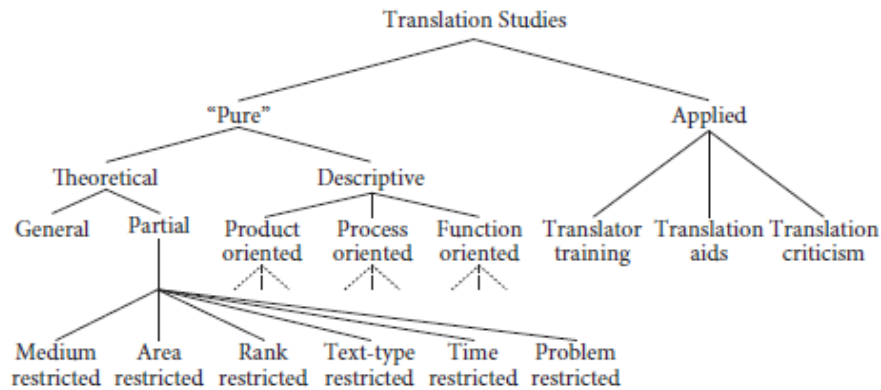 Translation Studies
“Pure”
Applied
Theoretical
Descriptive
General
Partial
Product
oriented
Process
oriented
Function
oriented
Translator
training
Translation
aids
Translation
criticism
Medium
restricted
Area
restricted
Rank
restricted
Text-type
restricted
Time
restricted
Problem
restricted